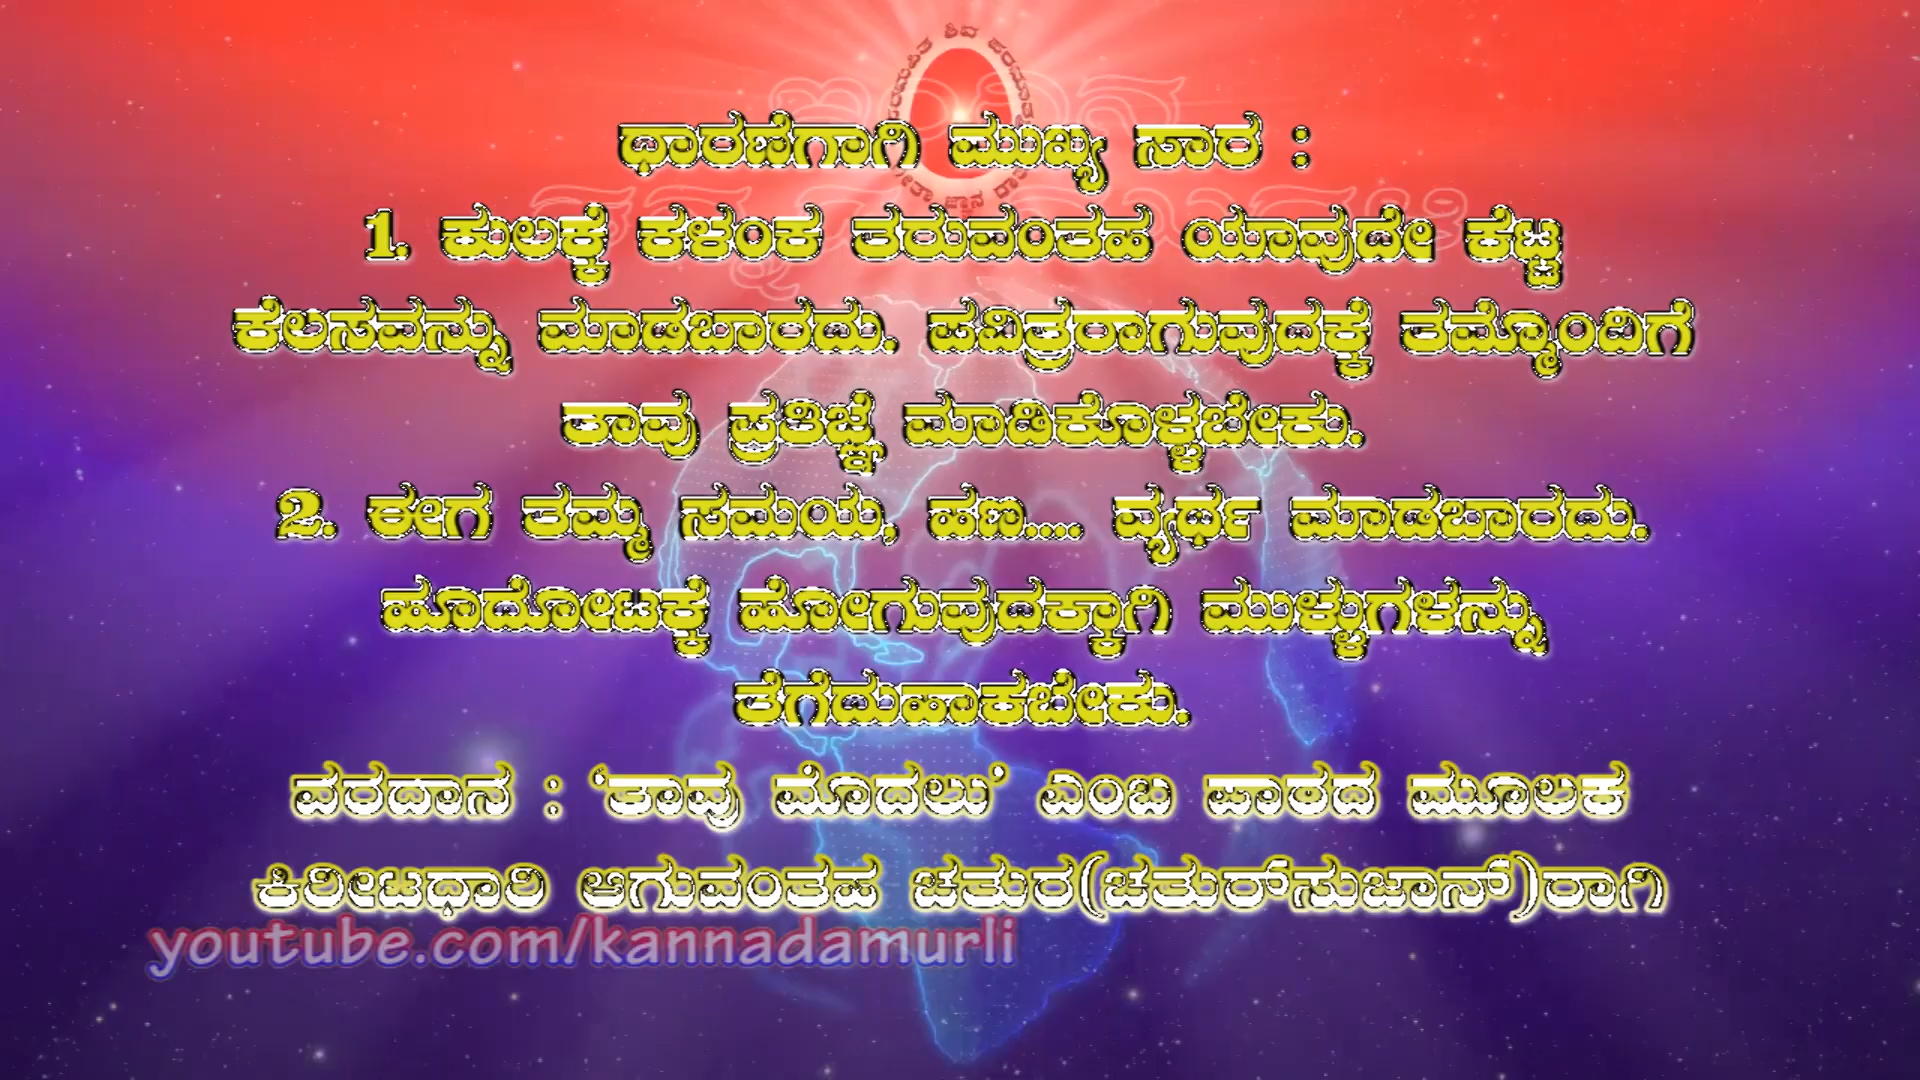 ಧಾರಣೆಗಾಗಿ ಮುಖ್ಯ ಸಾರ :
1. ಕುಲಕ್ಕೆ ಕಳಂಕ ತರುವಂತಹ ಯಾವುದೇ ಕೆಟ್ಟ
ಕೆಲಸವನ್ನು ಮಾಡಬಾರದು. ಪವಿತ್ರರಾಗುವುದಕ್ಕೆ ತಮ್ಮೊಂದಿಗೆ
ತಾವು ಪ್ರತಿಜ್ಞೆ ಮಾಡಿಕೊಳ್ಳಬೇಕು.
2. ಈಗ ತಮ್ಮ ಸಮಯ, ಹಣ.... ವ್ಯರ್ಥ ಮಾಡಬಾರದು.
ಹೂದೋಟಕ್ಕೆ ಹೋಗುವುದಕ್ಕಾಗಿ ಮುಳ್ಳುಗಳನ್ನು
ತೆಗೆದುಹಾಕಬೇಕು.
ವರದಾನ : ‘ತಾವು ಮೊದಲು’ ಎಂಬ ಪಾಠದ ಮೂಲಕ
ಕಿರೀಟಧಾರಿ ಆಗುವಂತಹ ಚತುರ(ಚತುರ್‌ಸುಜಾನ್)ರಾಗಿ
youtube.com/kannadamurli